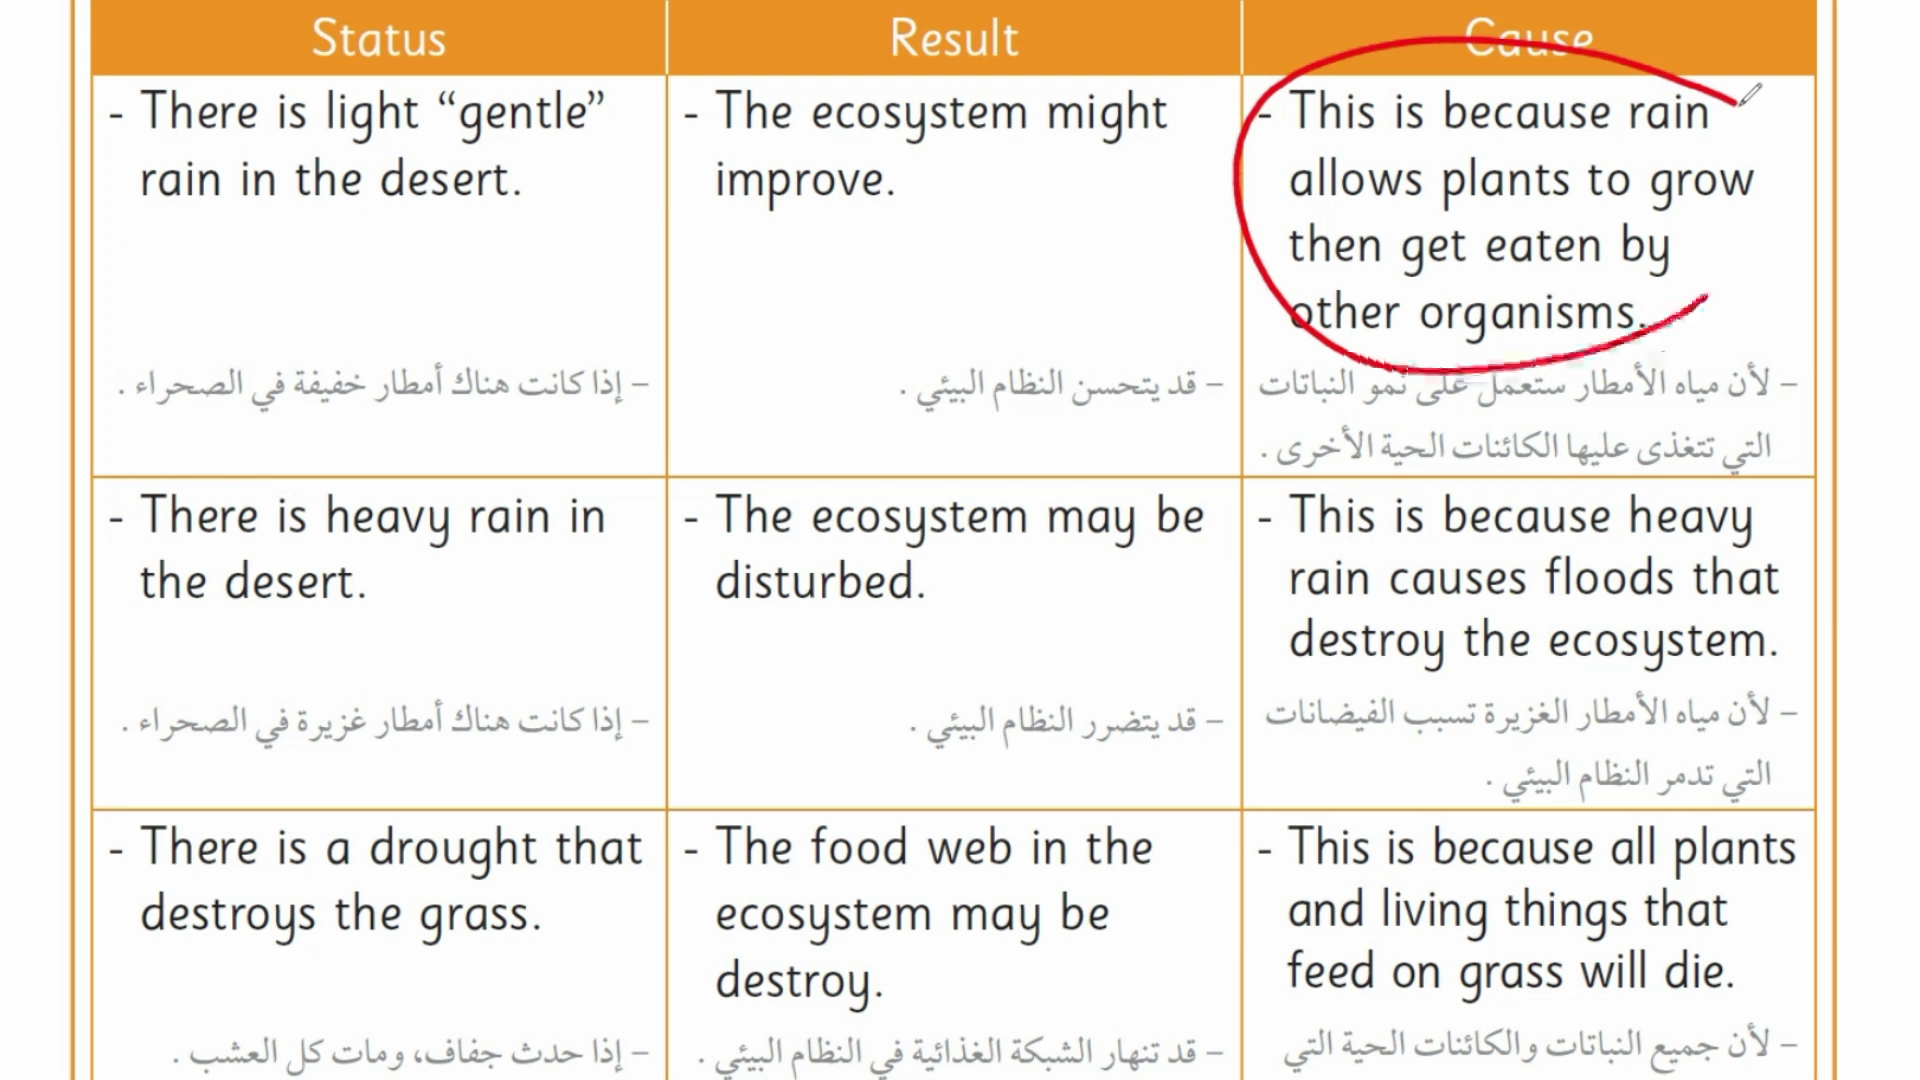 Status
Result
Cause
- There is light “gentle”
rain in the desert.
– إذا كانت هناك أمطار خفيفة في الصحراء .
- The ecosystem might
improve.
– قد يتحسن النظام البيئي .
- This is because rain
allows plants to grow
then get eaten by
other organisms.
– لأن مياه الأمطار ستعمل على نمو النباتات
التي تتغذى عليها الكائنات الحية الأخرى .
- There is heavy rain in
the desert.
– إذا كانت هناك أمطار غزيرة في الصحراء .
- The ecosystem may be
disturbed.
– قد يتضرر النظام البيئي .
- This is because heavy
rain causes floods that
destroy the ecosystem.
– لأن مياه الأمطار الغزيرة تسبب الفيضانات
التي تدمر النظام البيئي .
- There is a drought that
destroys the grass.
– إذا حدث جفاف، ومات كل العشب .
- The food web in the
ecosystem may be
destroy.
– قد تنهار الشبكة الغذائية في النظام البيئي .
- This is because all plants
and living things that
feed on grass will die.
– لأن جميع النباتات والكائنات الحية التي